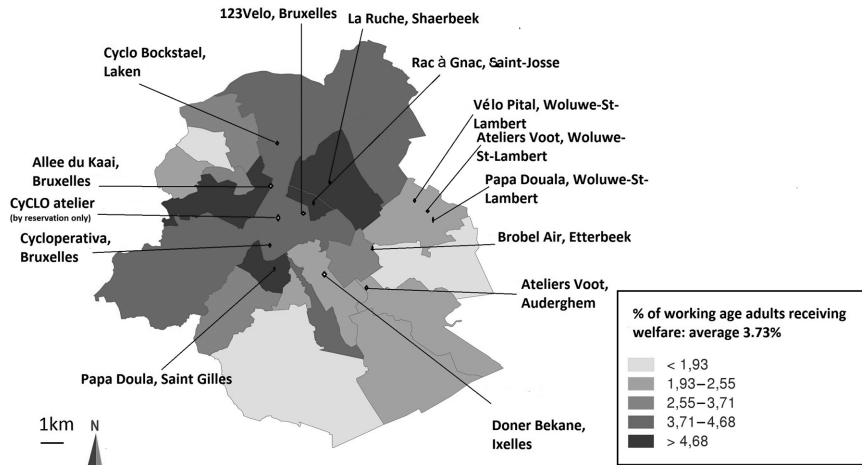 123Velo, Bruxelles
La Ruche, Shaerbeek
Cyclo Bockstael,
Laken
Rac à Gnac, Saint-Josse
Vélo Pital, Woluwe-St-
Lambert
Ateliers Voot, Woluwe-
St-Lambert
Allee du Kaai,
Bruxelles
Papa Douala, Woluwe-St-
Lambert
CyCLO atelier
(by reservation only)
Cycloperativa,
Bruxelles
Brobel Air, Etterbeek
Ateliers Voot,
Auderghem
Papa Doula, Saint Gilles
Doner Bekane,
Ixelles
1km
N
% of working age adults receiving
welfare: average 3.73%
< 1,93
1,93–2,55
2,55–3,71
3,71–4,68
> 4,68